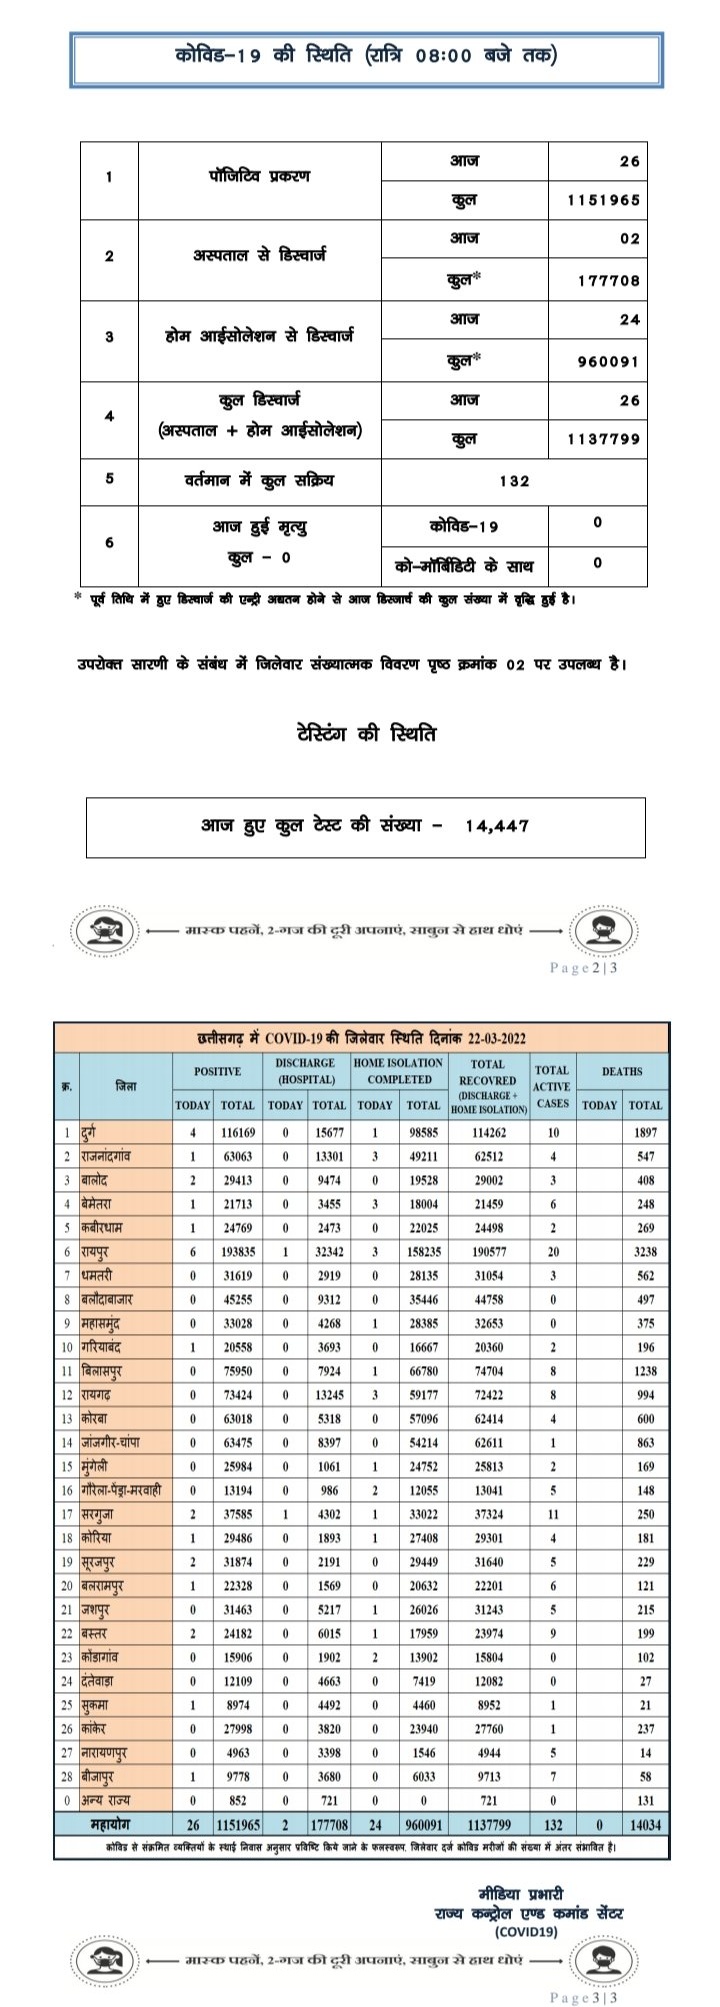 कोविड-19 की स्थिति (रात्रि 08:00 बजे तक)
1 पॉजिटिव प्रकरण आज 26
कुल 1151965
2 अस्पताल से डिस्चार्ज आज 02
कुल* 177708
3 होम आईसोलेशन से डिस्चार्ज आज 24
कुल* 960091
4 कुल डिस्चार्ज (अस्पताल + होम आईसोलेशन) आज 26
कुल 1137799
5 वर्तमान में कुल सक्रिय 132
6 आज हुई मृत्यु कुल - 0 कोविड-19 0
को-मॉर्बिडिटी के साथ 0
* पूर्व तिथि में हुए डिस्चार्ज की एन्ट्री अद्यतन होने से आज डिस्जार्च की कुल संख्या में वृद्धि हुई है।
उपरोक्त सारणी के संबंध में जिलेवार संख्यात्मक विवरण पृष्ठ क्रमांक 02 पर उपलब्ध है।
टेस्टिंग की स्थिति
आज हुए कुल टेस्ट की संख्या - 14,447
मास्क पहनें, 2-गज की दूरी अपनाएं, साबुन से हाथ धोएं
Page2|3
छत्तीसगढ़ में COVID-19 की जिलेवार स्थिति दिनांक 22-03-2022
क्र. जिला POSITIVE DISCHARGE (HOSPITAL) HOME ISOLATION COMPLETED TOTAL RECOVRED (DISCHARGE + HOME ISOLATION) TOTAL ACTIVE CASES DEATHS
TODAY TOTAL TODAY TOTAL TODAY TOTAL TODAY TOTAL
1 दुर्ग 4 116169 0 15677 1 98585 114262 10 1897
2 राजनांदगांव 1 63063 0 13301 3 49211 62512 4 547
3 बालोद 2 29413 0 9474 0 19528 29002 3 408
4 बेमेतरा 1 21713 0 3455 3 18004 21459 6 248
5 कबीरधाम 1 24769 0 2473 0 22025 24498 2 269
6 रायपुर 6 193835 1 32342 3 158235 190577 20 3238
7 धमतरी 0 31619 0 2919 0 28135 31054 3 562
8 बलौदाबाजार 0 45255 0 9312 0 35446 44758 0 497
9 महासमुंद 0 33028 0 4268 1 28385 32653 0 375
10 गरियाबंद 1 20558 0 3693 0 16667 20360 2 196
11 बिलासपुर 0 75950 0 7924 1 66780 74704 8 1238
12 रायगढ़ 0 73424 0 13245 3 59177 72422 8 994
13 कोरबा 0 63018 0 5318 0 57096 62414 4 600
14 जांजगीर-चांपा 0 63475 0 8397 0 54214 62611 1 863
15 मुंगेली 0 25984 0 1061 1 24752 25813 2 169
16 गौरेला-पेंड्रा-मरवाही 0 13194 0 986 2 12055 13041 5 148
17 सरगुजा 2 37585 1 4302 1 33022 37324 11 250
18 कोरिया 1 29486 0 1893 1 27408 29301 4 181
19 सूरजपुर 2 31874 0 2191 0 29449 31640 5 229
20 बलरामपुर 1 22328 0 1569 0 20632 22201 6 121
21 जशपुर 0 31463 0 5217 1 26026 31243 5 215
22 बस्तर 2 24182 0 6015 1 17959 23974 9 199
23 कोंडागांव 0 15906 0 1902 2 13902 15804 0 102
24 दंतेवाड़ा 0 12109 0 4663 0 7419 12082 0 27
25 सुकमा 1 8974 0 4492 0 4460 8952 1 21
26 कांकेर 0 27998 0 3820 0 23940 27760 1 237
27 नारायणपुर 0 4963 0 3398 0 1546 4944 5 14
28 बीजापुर 1 9778 0 3680 0 6033 9713 7 58
0 अन्य राज्य 0 852 0 721 0 0 721 0 131
महायोग 26 1151965 2 177708 24 960091 1137799 132 0 14034
कोविड से संक्रमित व्यक्तियों के स्थाई निवास अनुसार प्रविष्टि किये जाने के फलस्वरूप, जिलेवार दर्ज कोविड मरीजों की संख्या में अंतर संभावित है।
मीडिया प्रभारी
राज्य कन्ट्रोल एण्ड कमांड सेंटर
(COVID19)
मास्क पहनें, 2-गज की दूरी अपनाएं, साबुन से हाथ धोएं
Page3|3